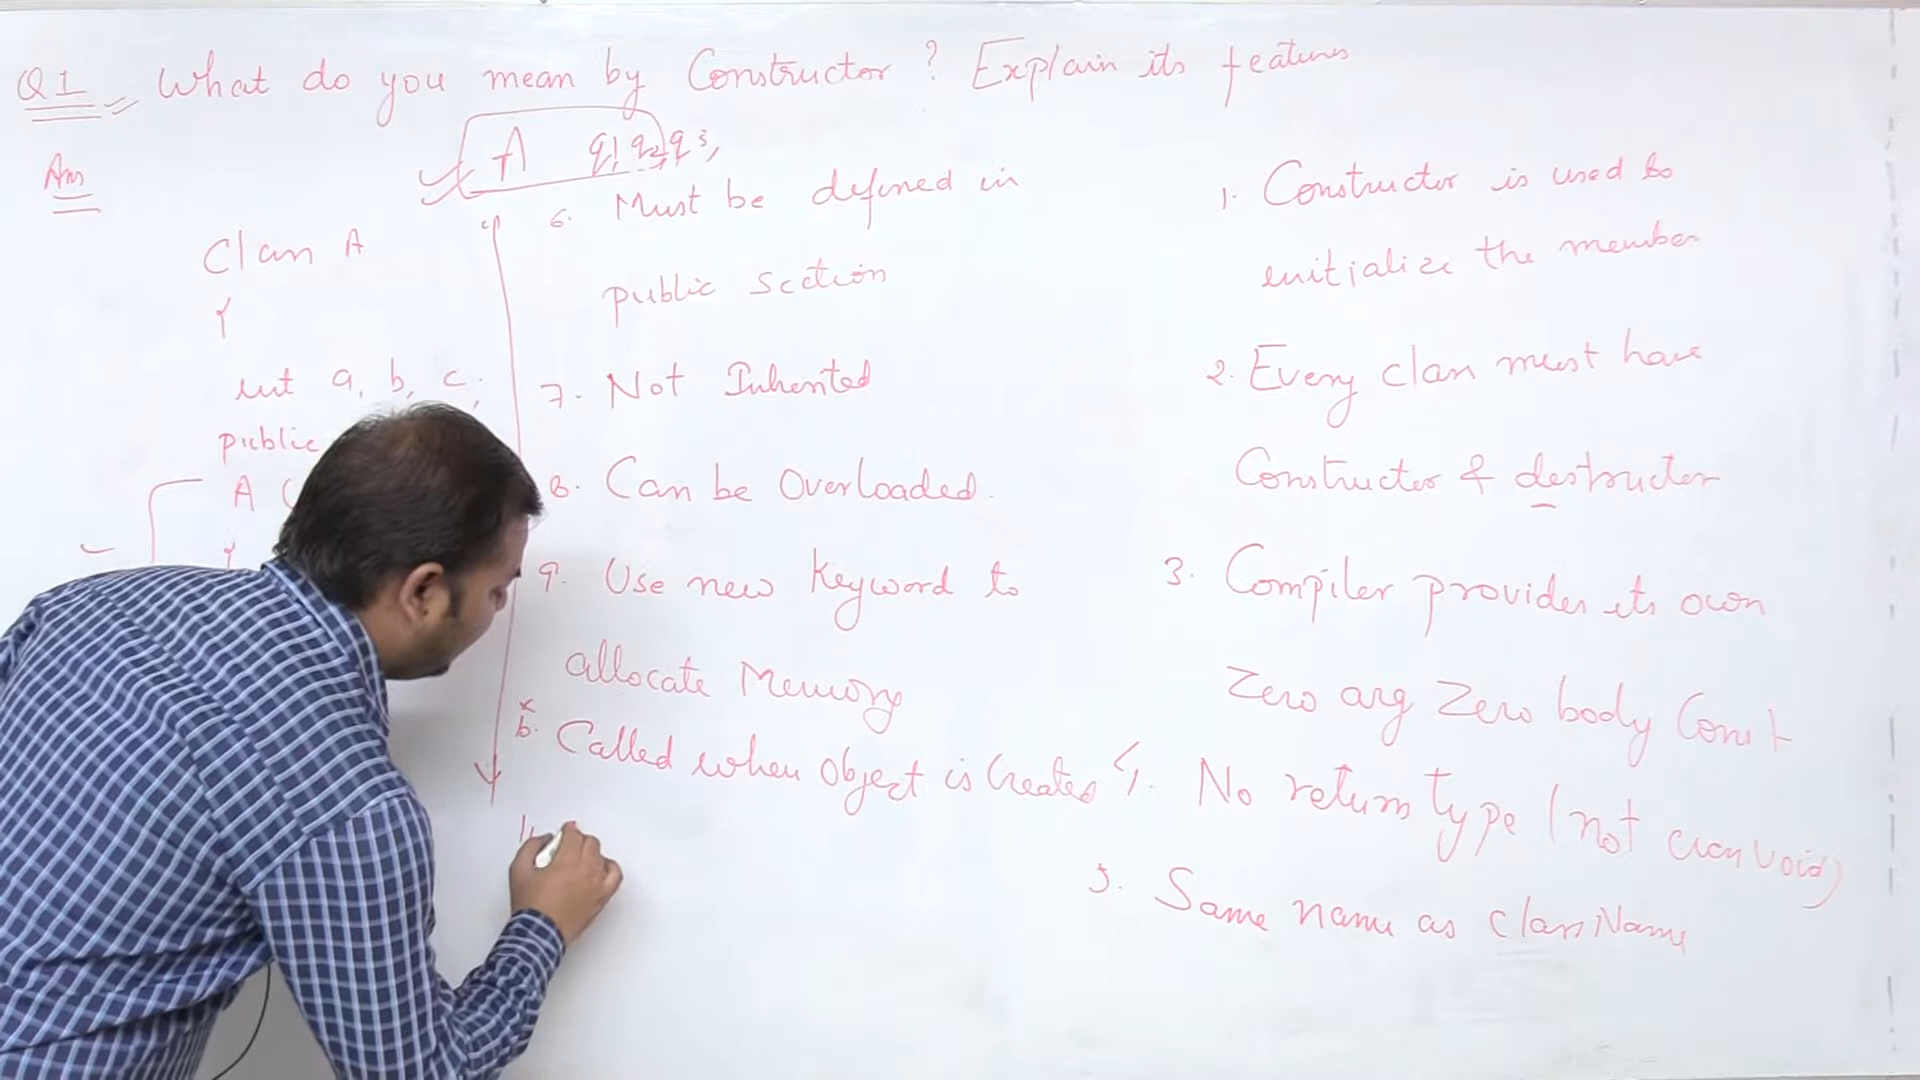 Q1 What do you mean by Constructor? Explain its features
Ans
A
Class A
{
int a, b, c;
public
A (
{
6. Must be defined in
public section
7. Not Inherited
8. Can be Overloaded.
9. Use new keyword to
allocate Memory
Called when object is Created
1. Constructor is used to
initialize the member
2. Every class must have
Constructor & destructor
3. Compiler provides its own
Zero arg Zero body Const
4. No return type (not even void)
5. Same name as class Name